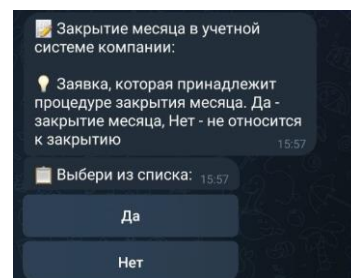 📝 Закрытие месяца в учетной
системе компании:
💡 Заявка, которая принадлежит
процедуре закрытия месяца. Да -
закрытие месяца, Нет - не относится
к закрытию
15:57
📋 Выбери из списка: 15:57
Да
Нет